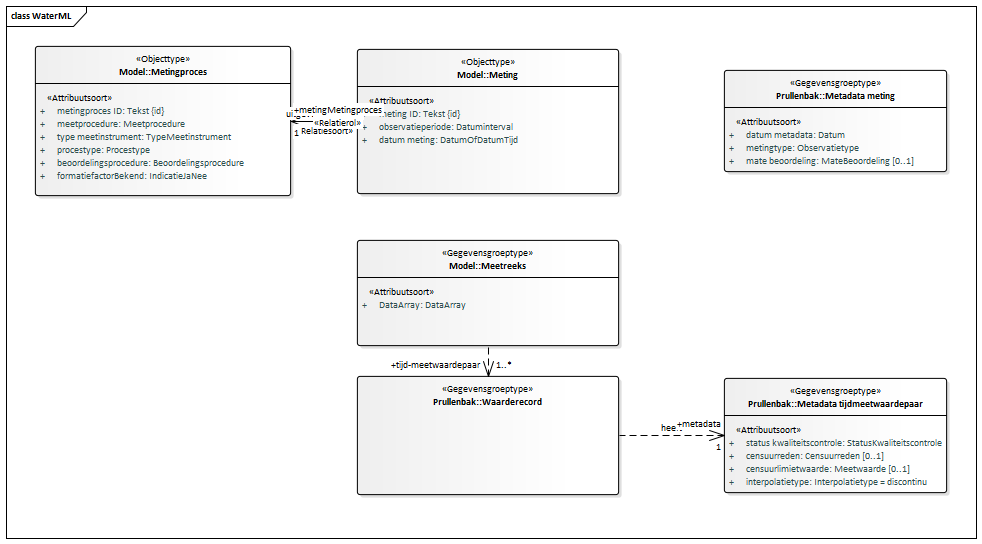 class WaterML
«Objecttype»
Model::Metingproces
«Attribuutsoort»
+ metingproces ID: Tekst {id}
+ meetprocedure: Meetprocedure
+ type meetinstrument: TypeMeetinstrument
+ procestype: Procestype
+ beoordelingsprocedure: Beoordelingsprocedure
+ formatiefactorBekend: IndicatieJaNee
+metingMetingproces
«Relatierol»
1
Relatiesoort»
«Objecttype»
Model::Meting
«Attribuutsoort»
meting ID: Tekst {id}
+ observatieperiode: Datuminterval
+ datum meting: DatumOfDatumTijd
«Gegevensgroeptype»
Prullenbak::Metadata meting
«Attribuutsoort»
+ datum metadata: Datum
+ metingtype: Observatietype
+ mate beoordeling: MateBeoordeling [0..1]
«Gegevensgroeptype»
Model::Meetreeks
«Attribuutsoort»
+ DataArray: DataArray
+tijd-meetwaardepaar 1..*
«Gegevensgroeptype»
Prullenbak::Waarderecord
+metadata
1
«Gegevensgroeptype»
Prullenbak::Metadata tijdmeetwaardepaar
«Attribuutsoort»
+ status kwaliteitscontrole: StatusKwaliteitscontrole
+ censuurreden: Censuurreden [0..1]
+ censuurlimietwaarde: Meetwaarde [0..1]
+ interpolatietype: Interpolatietype = discontinu